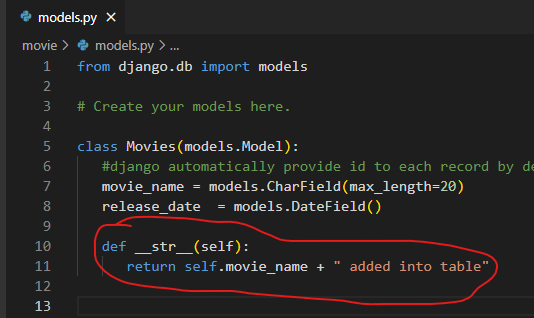 models.py
movie > models.py > ...
1 from django.db import models
2
3 # Create your models here.
4
5 class Movies(models.Model):
6 #django automatically provide id to each record by
7 movie_name = models.CharField(max_length=20)
8 release_date  = models.DateField()
9
10 def __str__(self):
11 return self.movie_name + " added into table"
12
13